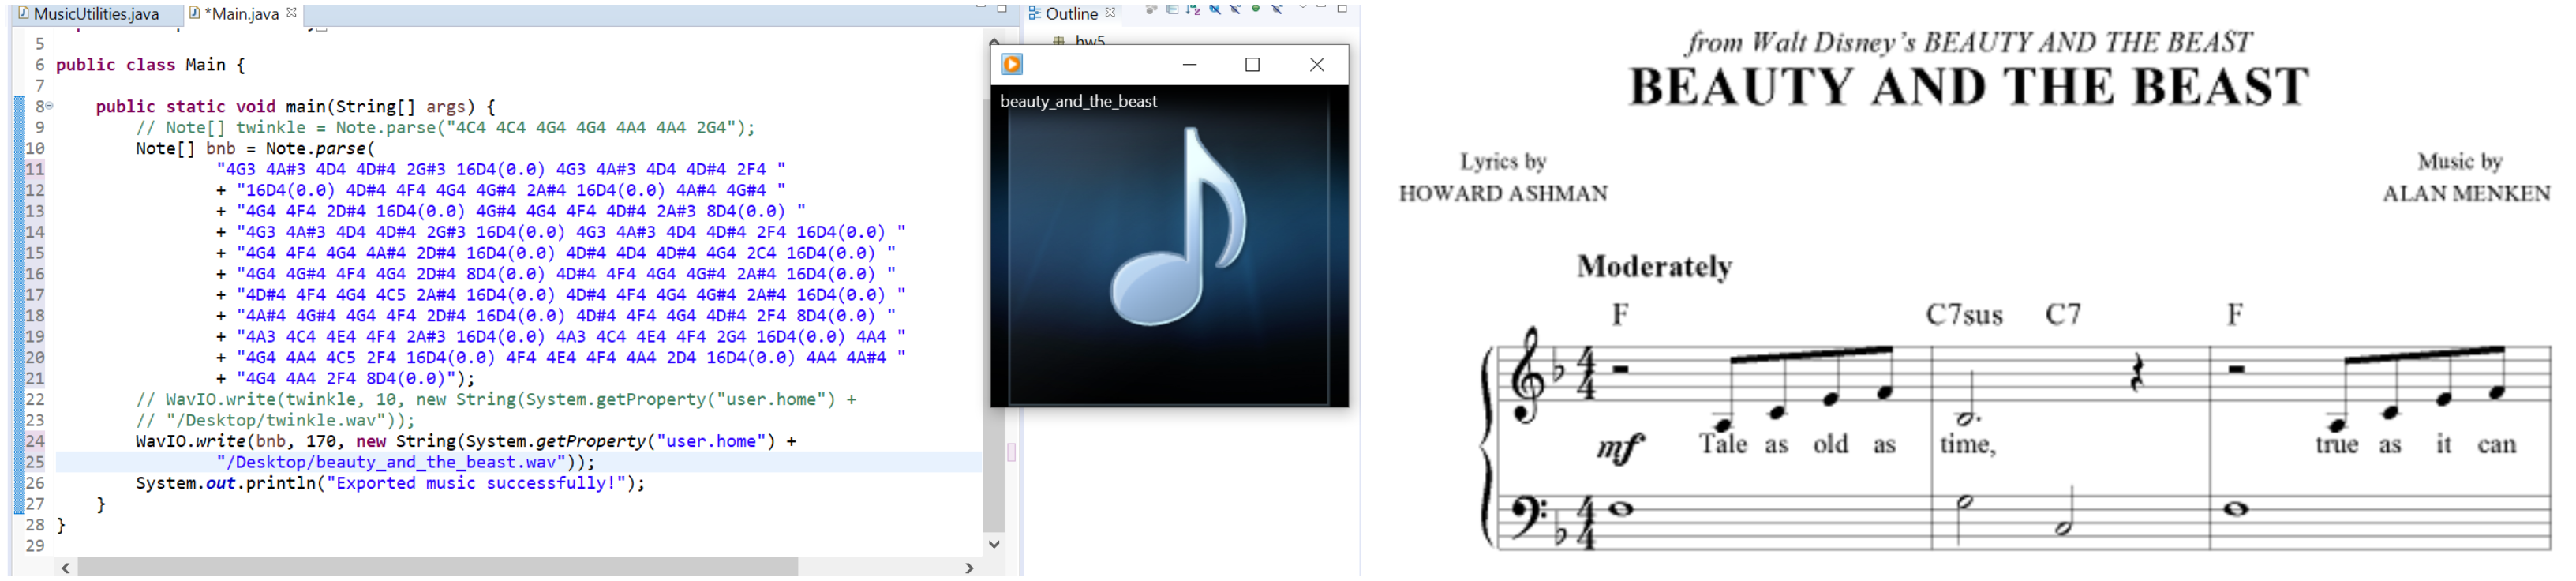 MusicUtilities.java
*Main.java
Outline
5
6 public class Main {
7
8 public static void main(String[] args) {
9 // Note[] twinkle = Note.parse("4C4 4C4 4G4 4G4 4A4 4A4 2G4");
10 Note[] bnb = Note.parse(
11 "4G3 4A#3 4D4 4D#4 2G#3 16D4(0.0) 4G3 4A#3 4D4 4D#4 2F4 "
12 + "16D4(0.0) 4D#4 4F4 4G4 4G#4 2A#4 16D4(0.0) 4A#4 4G#4 "
13 + "4G4 4F4 2D#4 16D4(0.0) 4G#4 4G4 4F4 4D#4 2A#3 8D4(0.0) "
14 + "4G3 4A#3 4D4 4D#4 2G#3 16D4(0.0) 4G3 4A#3 4D4 4D#4 2F4 16D4(0.0) "
15 + "4G4 4F4 4G4 4A#4 2D#4 16D4(0.0) 4D#4 4D4 4D#4 4G4 2C4 16D4(0.0) "
16 + "4G4 4G#4 4F4 4G4 2D#4 8D4(0.0) 4D#4 4F4 4G4 4G#4 2A#4 16D4(0.0) "
17 + "4D#4 4F4 4G4 4C5 2A#4 16D4(0.0) 4D#4 4F4 4G4 4G#4 2A#4 16D4(0.0) "
18 + "4A#4 4G#4 4G4 4F4 2D#4 16D4(0.0) 4D#4 4F4 4G4 4D#4 2F4 8D4(0.0) "
19 + "4A3 4C4 4E4 4F4 2A#3 16D4(0.0) 4A3 4C4 4E4 4F4 2G4 16D4(0.0) 4A4
20 + "4G4 4A4 4C5 2F4 16D4(0.0) 4F4 4E4 4F4 4A4 2D4 16D4(0.0) 4A4 4A#4 "
21 + "4G4 4A4 2F4 8D4(0.0)");
22 // WavIO.write(twinkle, 10, new String(System.getProperty("user.home") +
23 // "/Desktop/twinkle.wav"));
24 WavIO.write(bnb, 170, new String(System.getProperty("user.home") +
25 "/Desktop/beauty_and_the_beast.wav"));
26 System.out.println("Exported music successfully!");
27 }
28 }
29
beauty_and_the_beast
from Walt Disney's BEAUTY AND THE BEAST
BEAUTY AND THE BEAST
Lyrics by
HOWARD ASHMAN
Music by
ALAN MENKEN
Moderately
F C7sus C7 F
mf Tale as old as time, true as it can